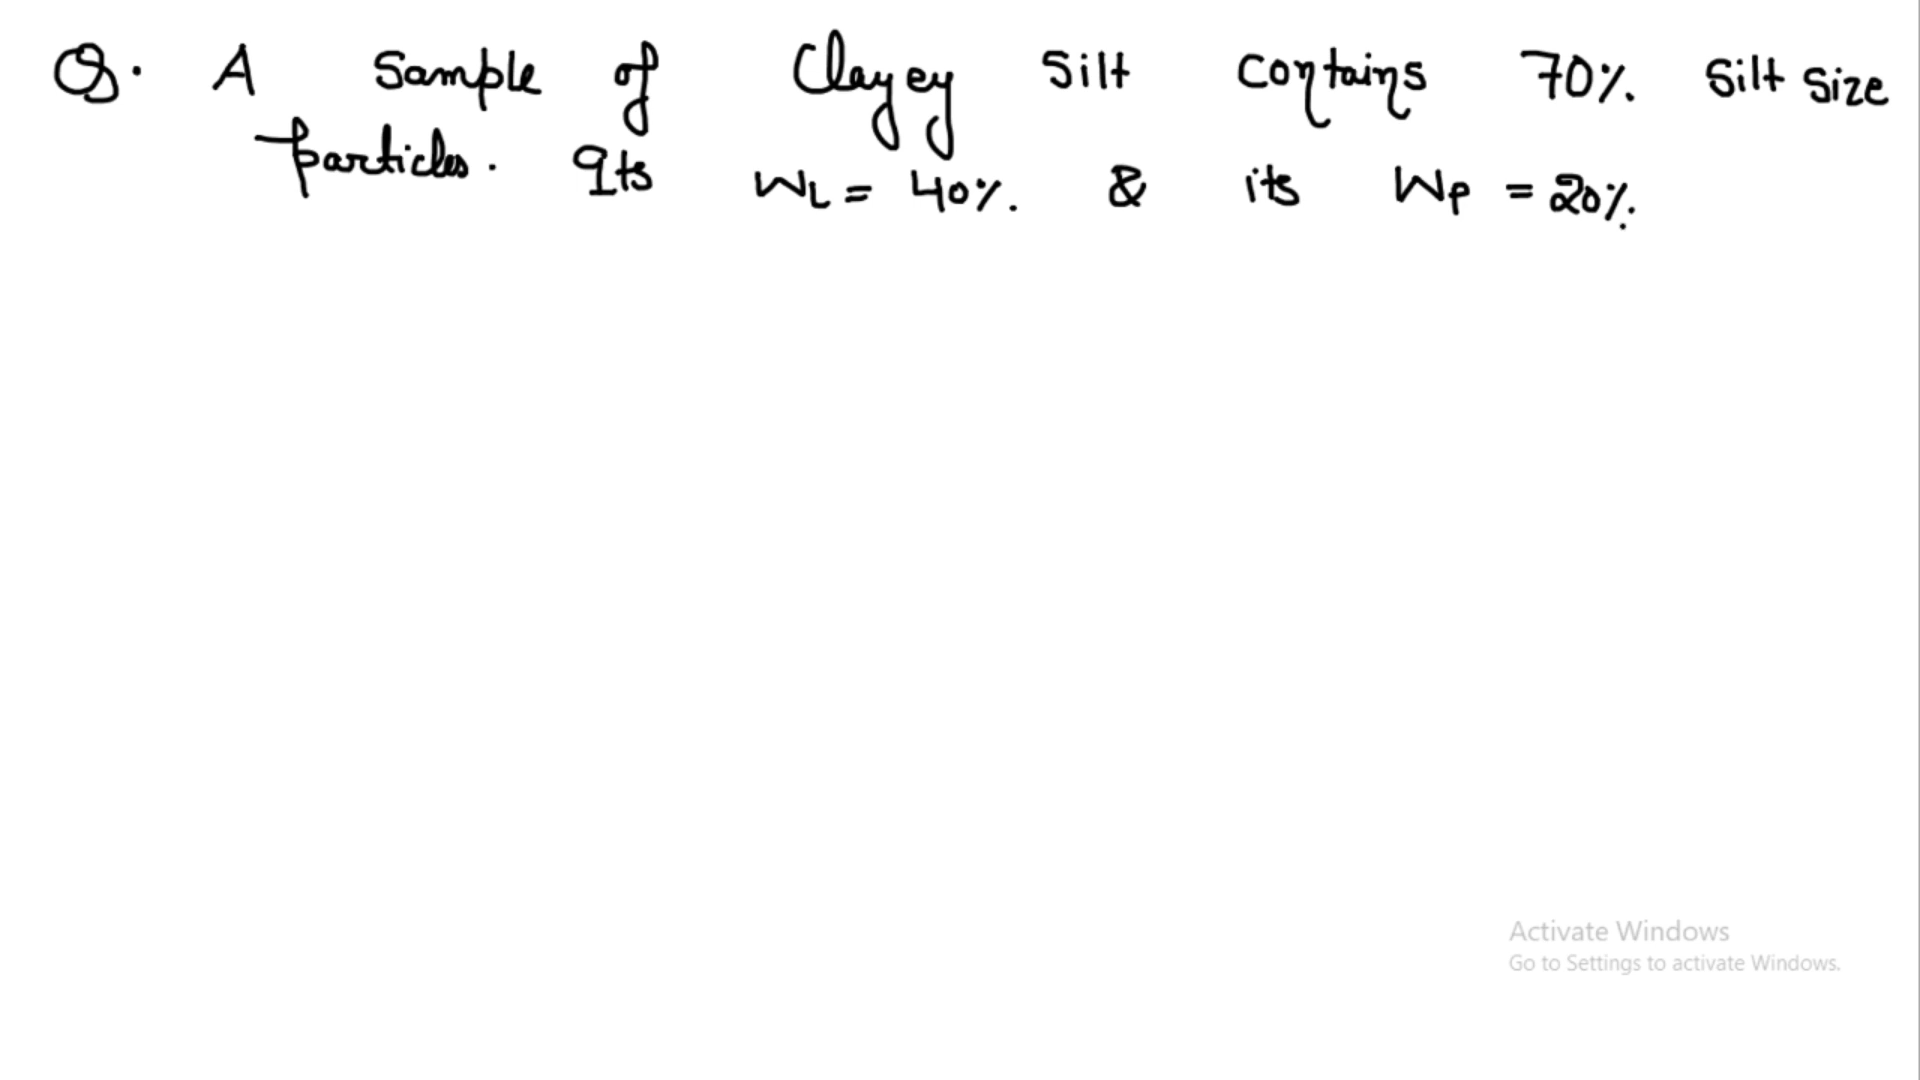 Q. A Sample of Clayey Silt Contains 70%. Silt Size
particles. Its WL = 40%. & its Wp = 20%.
Activate Windows
Go to Settings to activate Windows.